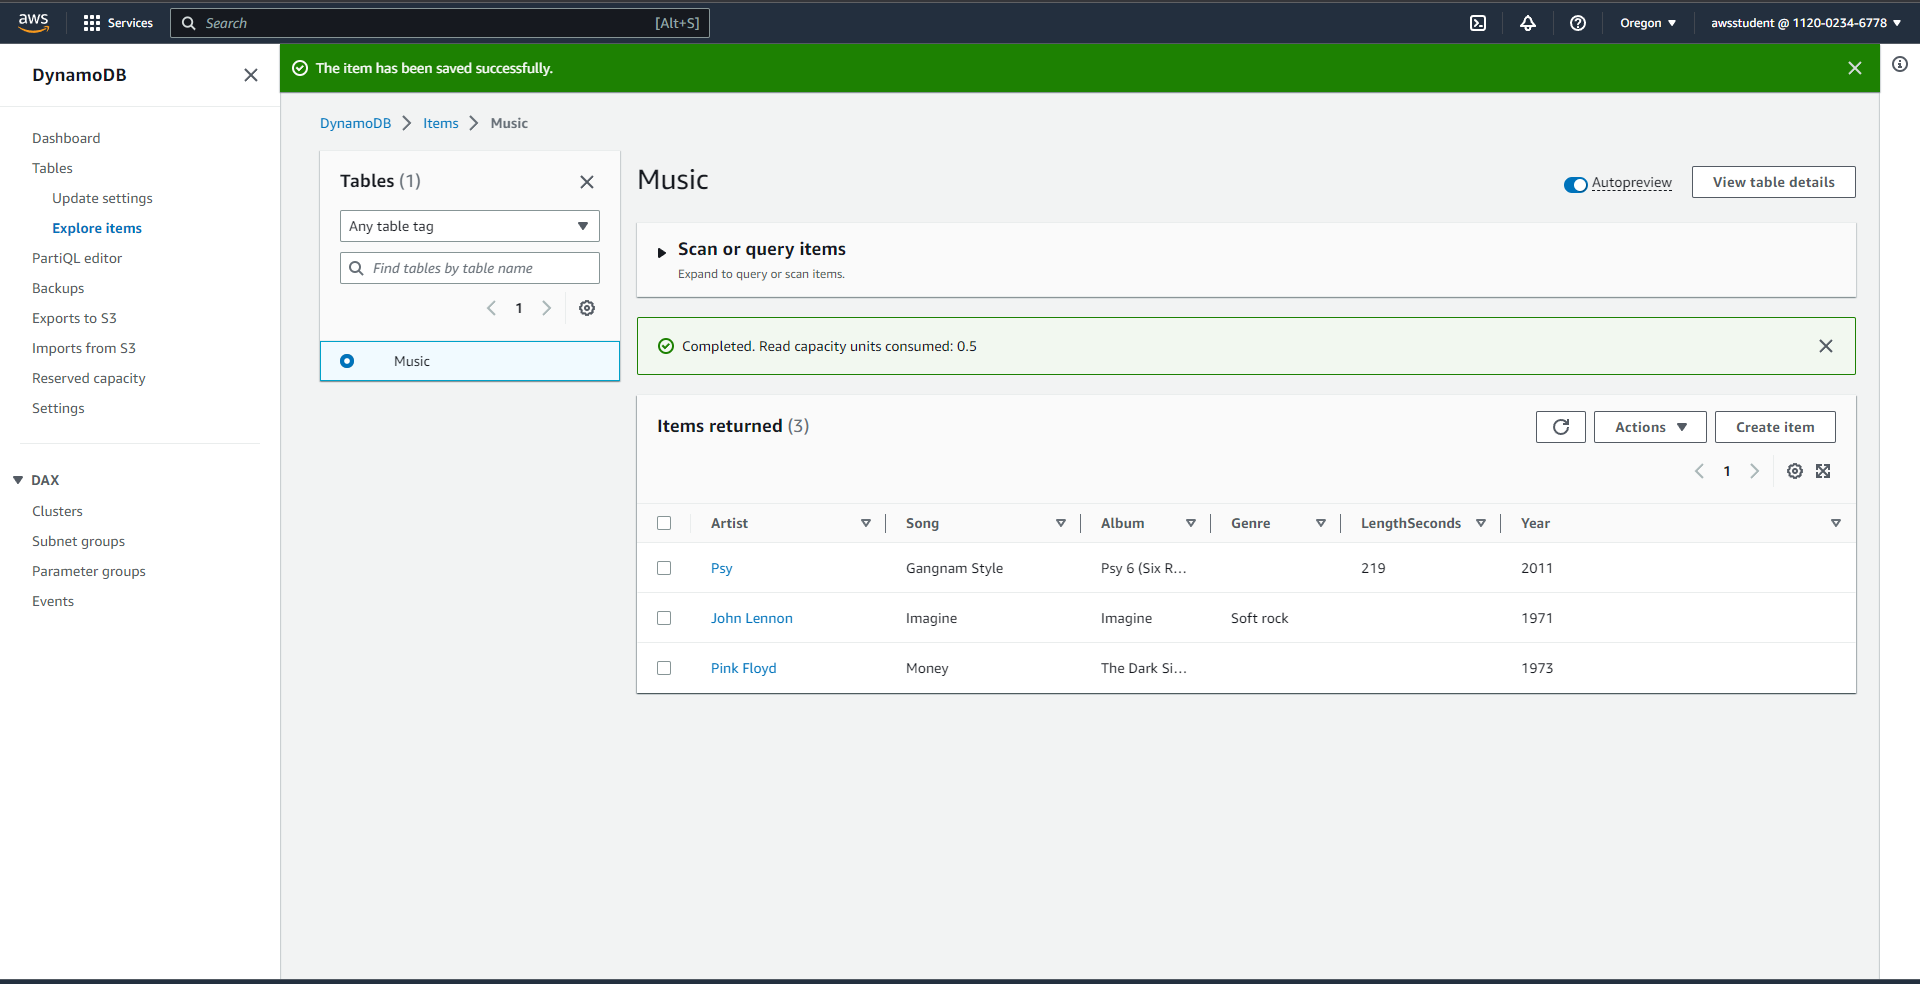 aws
Services
Search [Alt+S]
Oregon
awsstudent @ 1120-0234-6778
DynamoDB
Dashboard
Tables
Update settings
Explore items
PartiQL editor
Backups
Exports to S3
Imports from S3
Reserved capacity
Settings
DAX
Clusters
Subnet groups
Parameter groups
Events
The item has been saved successfully.
DynamoDB Items Music
Tables (1)
Any table tag
Find tables by table name
1
Music
Music
Autopreview
View table details
Scan or query items
Expand to query or scan items.
Completed. Read capacity units consumed: 0.5
Items returned (3)
Actions
Create item
1
Artist Song Album Genre LengthSeconds Year
Psy Gangnam Style Psy 6 (Six R... 219 2011
John Lennon Imagine Imagine Soft rock 1971
Pink Floyd Money The Dark Si... 1973